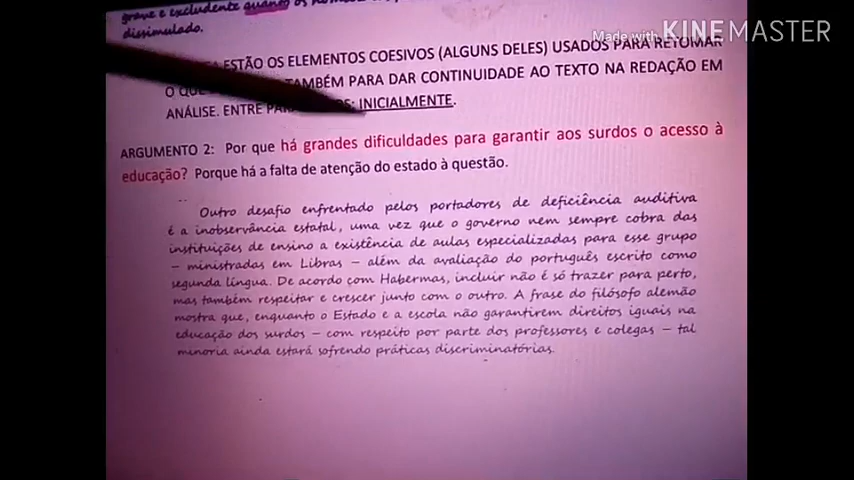 grave e excludente quanto os
dissimulado.
Made with KINEMASTER
ESTÃO OS ELEMENTOS COESIVOS (ALGUNS DELES) USADOS PARA RETOMAR
O QUE TAMBÉM PARA DAR CONTINUIDADE AO TEXTO NA REDAÇÃO EM
ANÁLISE. ENTRE INICIALMENTE.
ARGUMENTO 2: Por que há grandes dificuldades para garantir aos surdos o acesso à
educação? Porque há a falta de atenção do estado à questão.
Outro desafio enfrentado pelos portadores de deficiência auditiva
é a inobservância estatal, uma vez que o governo nem sempre cobra das
instituições de ensino a existência de aulas especializadas para esse grupo
– ministradas em Libras – além da avaliação do português escrito como
segunda língua. De acordo com Habermas, incluir não é só trazer para perto,
mas também respeitar e crescer junto com o outro. A frase do filósofo alemão
mostra que, enquanto o Estado e a escola não garantirem direitos iguais na
educação dos surdos – com respeito por parte dos professores e colegas – tal
minoria ainda estará sofrendo práticas discriminatórias.